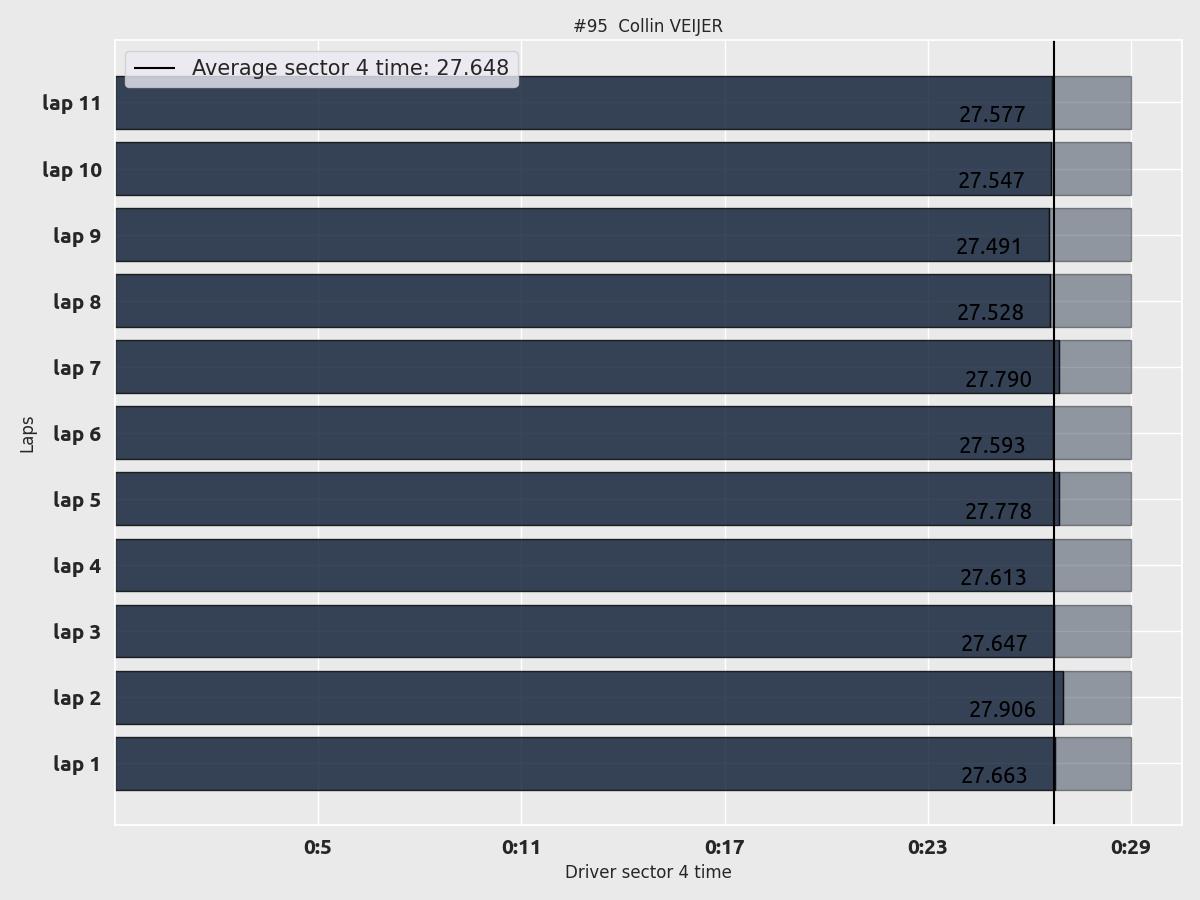 #95  Collin VEIJER
Average sector 4 time: 27.648
lap 11
27.577
lap 10
27.547
lap 9
27.491
lap 8
27.528
lap 7
27.790
lap 6
27.593
lap 5
27.778
lap 4
27.613
lap 3
27.647
lap 2
27.906
lap 1
27.663
Laps
0:5
0:11
0:17
0:23
0:29
Driver sector 4 time